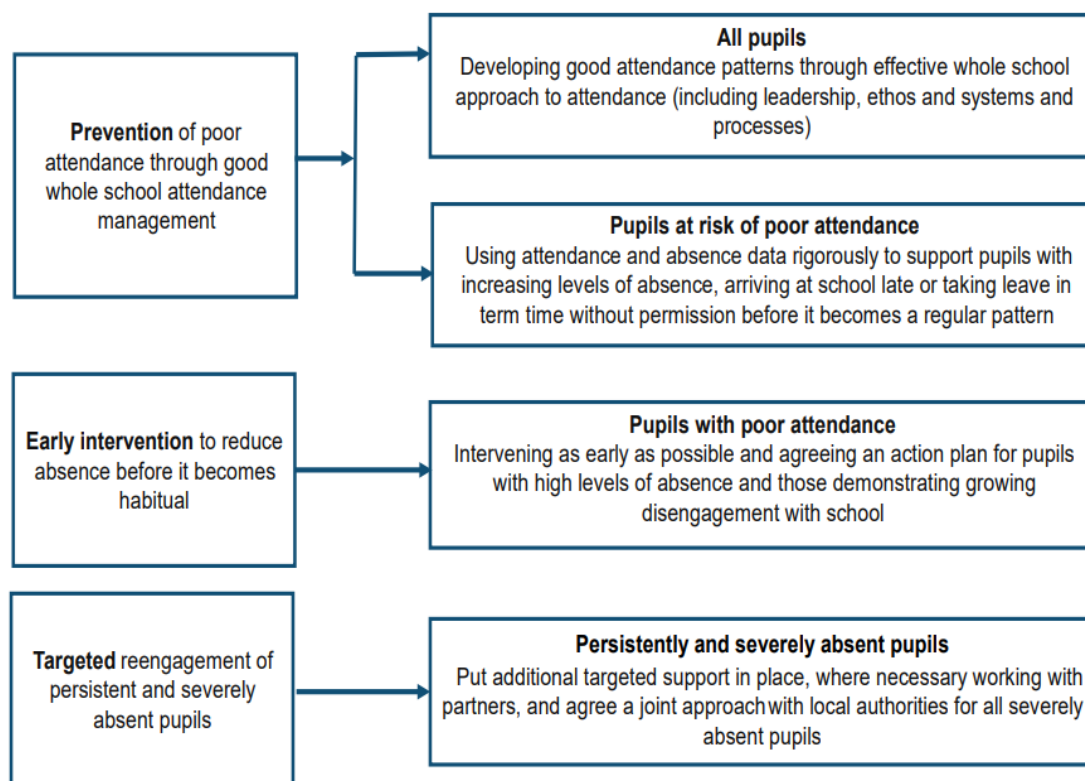 Prevention of poor
attendance through good
whole school attendance
management
All pupils
Developing good attendance patterns through effective whole school
approach to attendance (including leadership, ethos and systems and
processes)
Pupils at risk of poor attendance
Using attendance and absence data rigorously to support pupils with
increasing levels of absence, arriving at school late or taking leave in
term time without permission before it becomes a regular pattern
Early intervention to reduce
absence before it becomes
habitual
Pupils with poor attendance
Intervening as early as possible and agreeing an action plan for pupils
with high levels of absence and those demonstrating growing
disengagement with school
Targeted reengagement of
persistent and severely
absent pupils
Persistently and severely absent pupils
Put additional targeted support in place, where necessary working with
partners, and agree a joint approach with local authorities for all severely
absent pupils